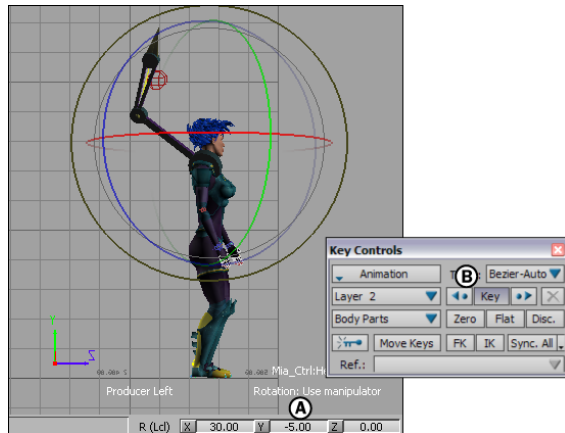 Y
Z
Mia_Ctrl:H
Producer Left
Rotation: Use manipulator
A
R (Lcl) X 30.00 Y -5.00 Z 0.00
Key Controls
Animation
B
Bezier-Auto
Layer 2
Key
Body Parts
Zero
Flat
Disc.
Move Keys
FK
IK
Sync. All
Ref.: